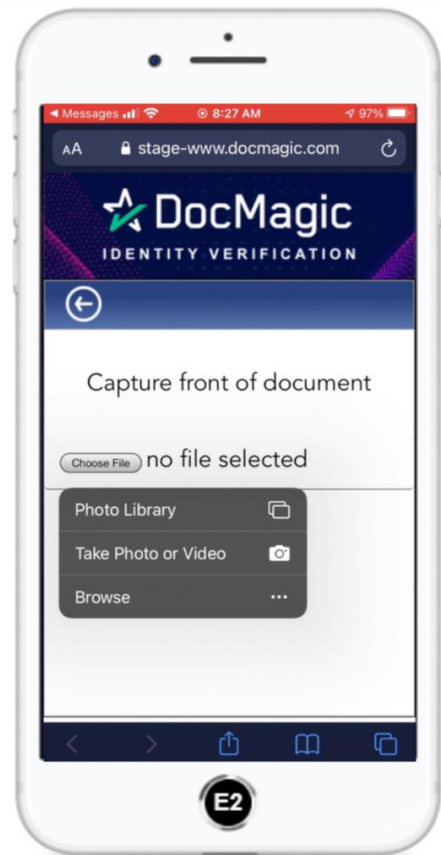 Messages 8:27 AM 97%
AA stage-www.docmagic.com
DocMagic
IDENTITY VERIFICATION
Capture front of document
Choose File no file selected
Photo Library
Take Photo or Video
Browse
E2